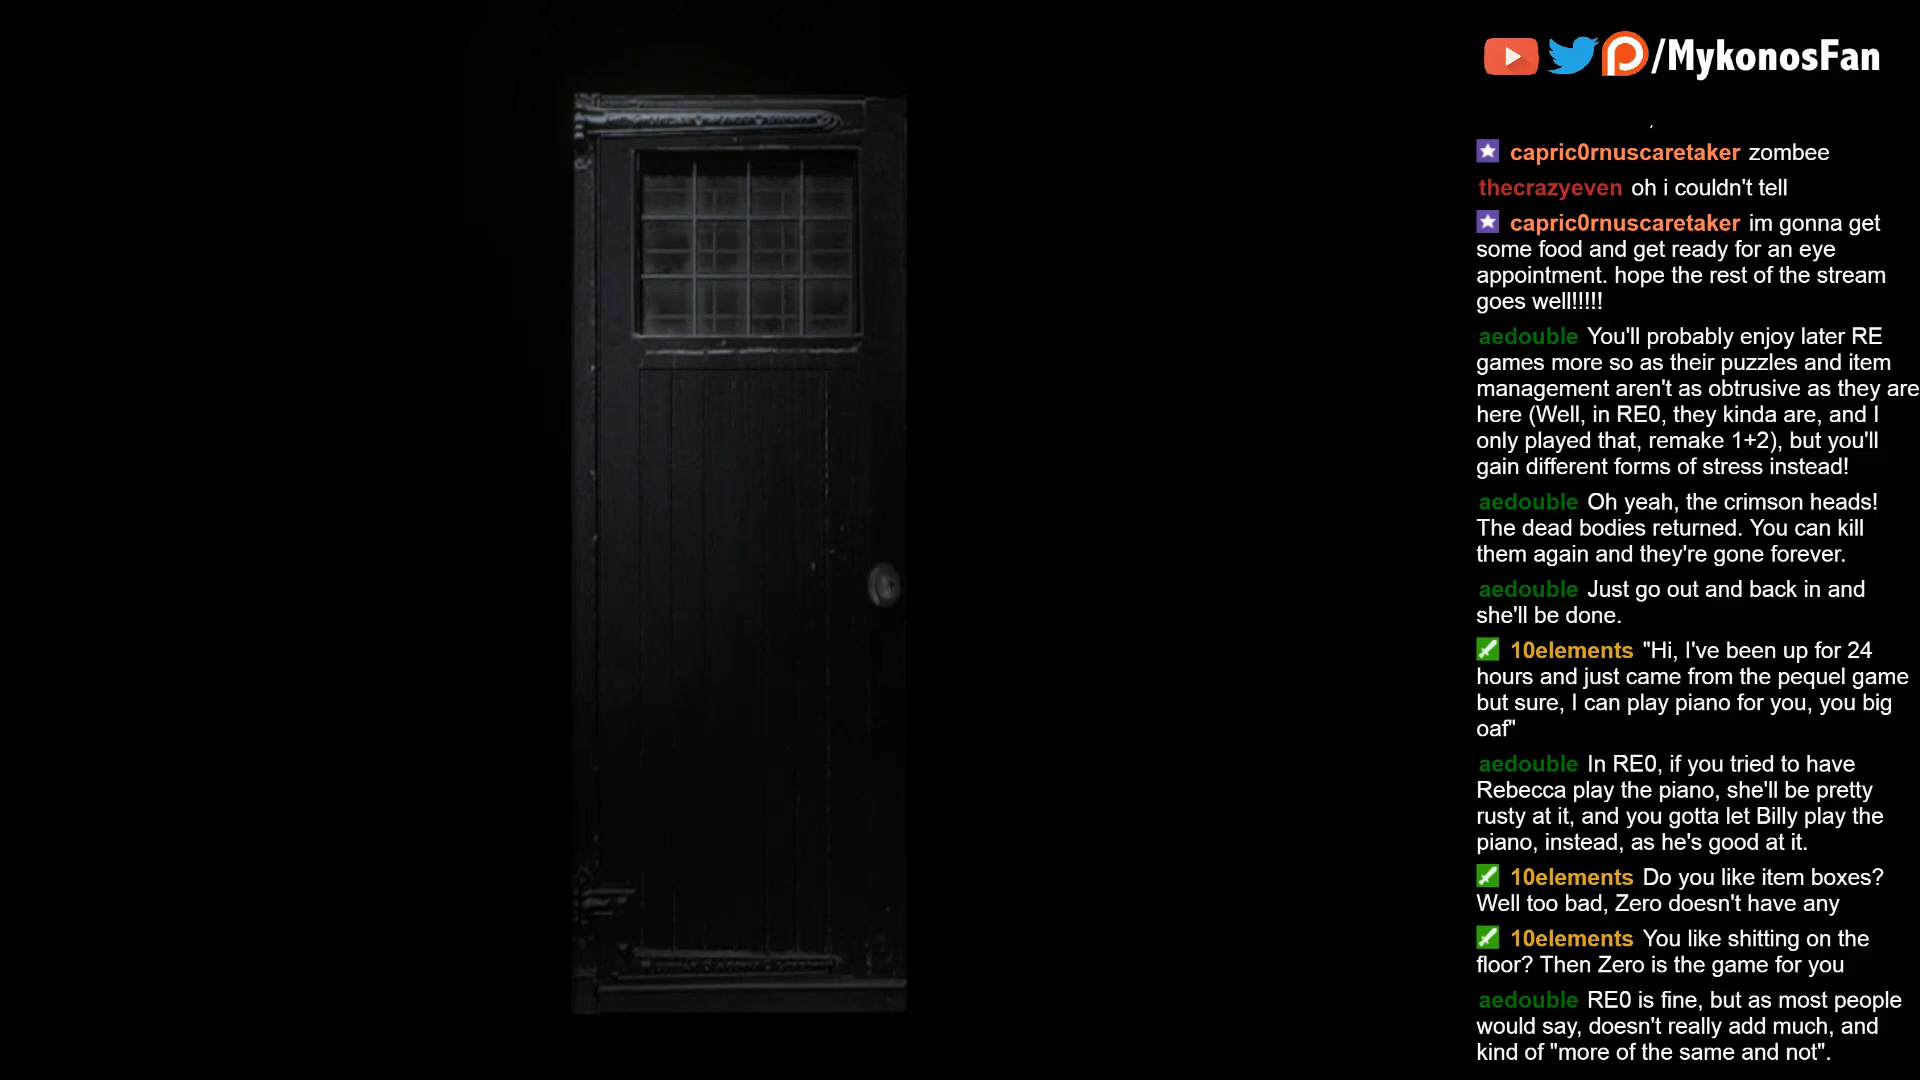 /MykonosFan
capric0rnuscaretaker zombee
thecrazyeven oh i couldn't tell
capric0rnuscaretaker im gonna get
some food and get ready for an eye
appointment. hope the rest of the stream
goes well!!!!!
aedouble You'll probably enjoy later RE
games more so as their puzzles and item
management aren't as obtrusive as they are
here (Well, in RE0, they kinda are, and I
only played that, remake 1+2), but you'll
gain different forms of stress instead!
aedouble Oh yeah, the crimson heads!
The dead bodies returned. You can kill
them again and they're gone forever.
aedouble Just go out and back in and
she'll be done.
10elements "Hi, I've been up for 24
hours and just came from the pequel game
but sure, I can play piano for you, you big
oaf"
aedouble In RE0, if you tried to have
Rebecca play the piano, she'll be pretty
rusty at it, and you gotta let Billy play the
piano, instead, as he's good at it.
10elements Do you like item boxes?
Well too bad, Zero doesn't have any
10elements You like shitting on the
floor? Then Zero is the game for you
aedouble RE0 is fine, but as most people
would say, doesn't really add much, and
kind of "more of the same and not".